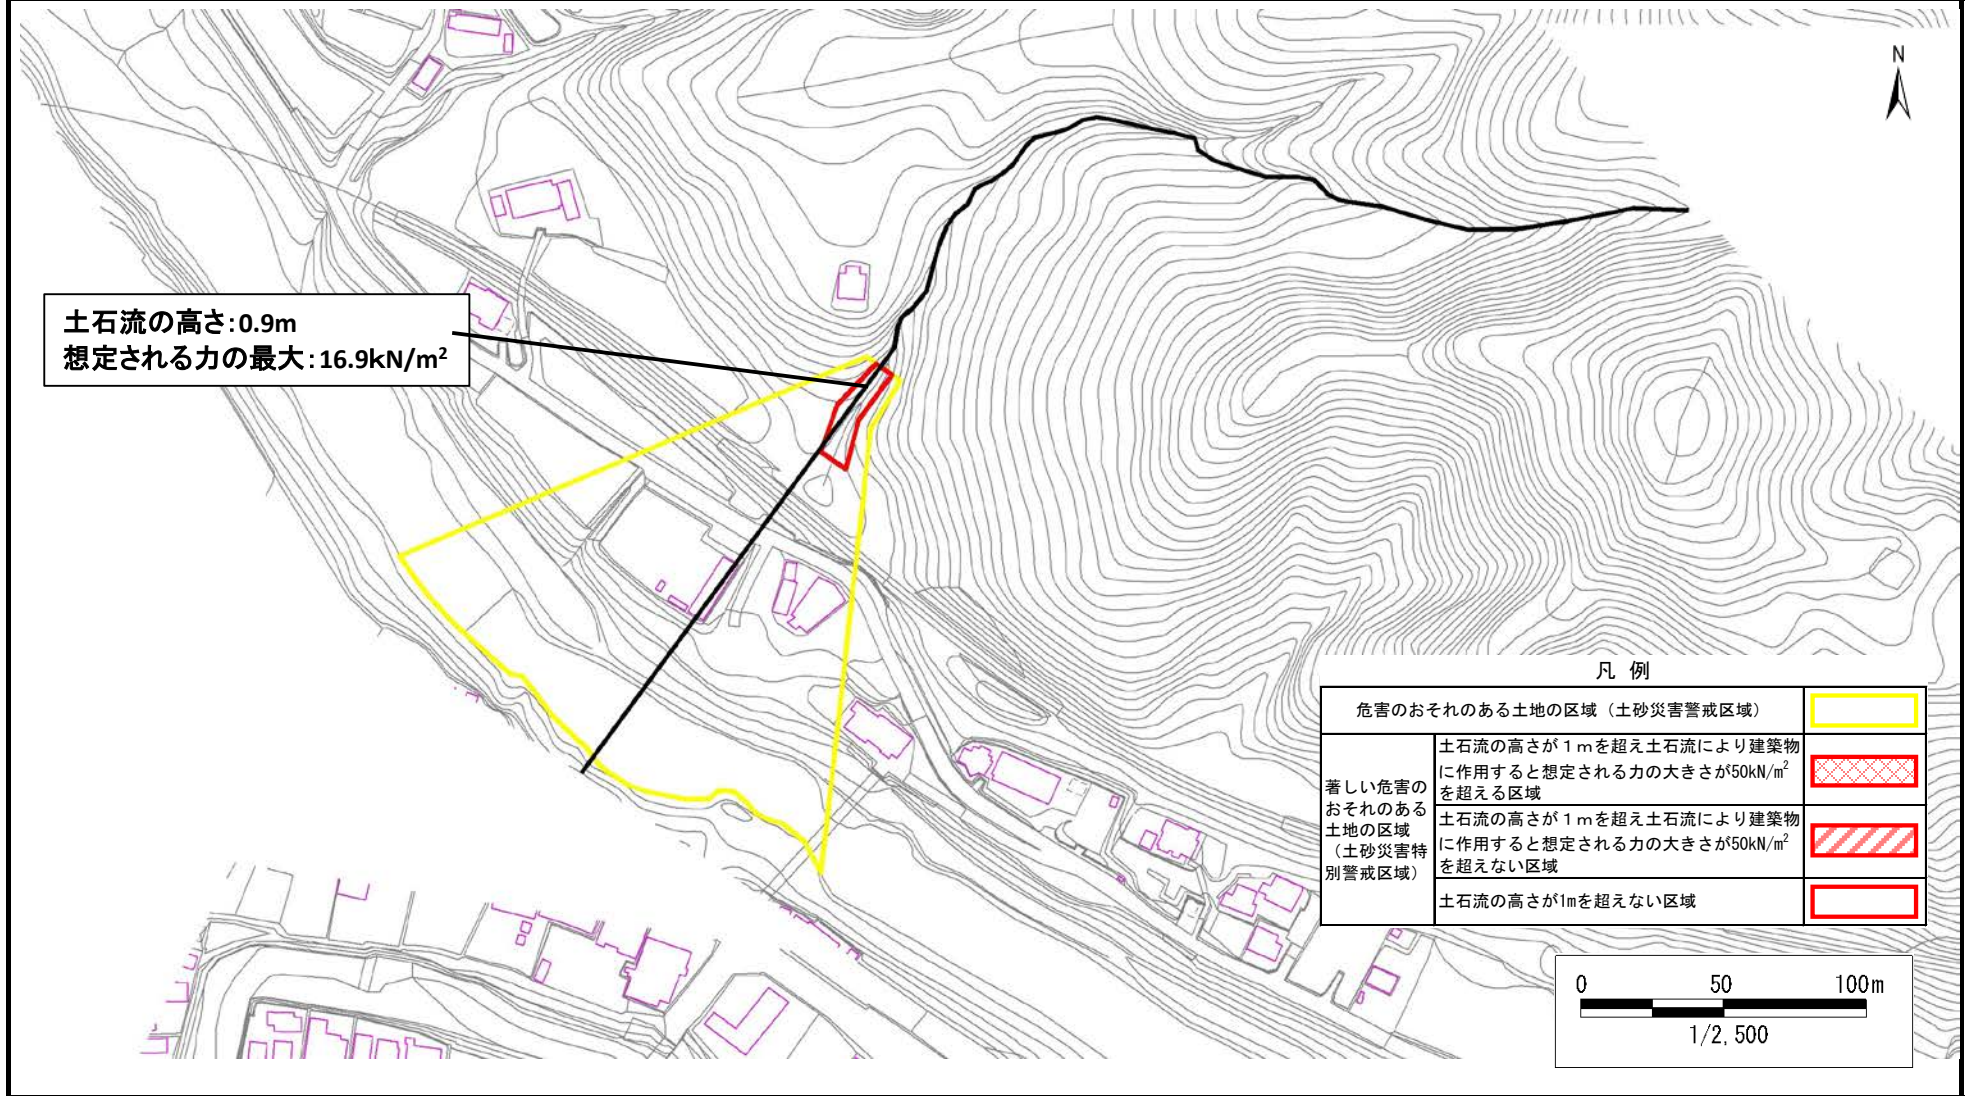 N
土石流の高さ:0.9m
想定される力の最大:16.9kN/m²
凡 例
危害のおそれのある土地の区域（土砂災害警戒区域）
著しい危害の
おそれのある
土地の区域
（土砂災害特
別警戒区域）
土石流の高さが１ｍを超え土石流により建築物
に作用すると想定される力の大きさが50kN/m²
を超える区域
土石流の高さが１ｍを超え土石流により建築物
に作用すると想定される力の大きさが50kN/m²
を超えない区域
土石流の高さが1mを超えない区域
0 50 100m
1/2,500